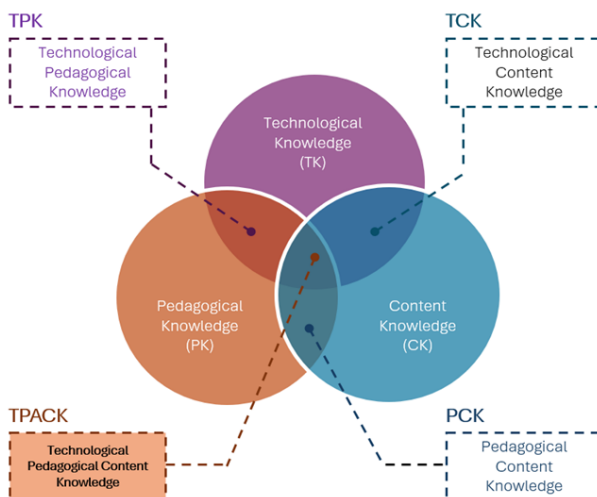 TPK
Technological
Pedagogical
Knowledge
TCK
Technological
Content
Knowledge
Technological
Knowledge
(TK)
Pedagogical
Knowledge
(PK)
Content
Knowledge
(CK)
TPACK
Technological
Pedagogical Content
Knowledge
PCK
Pedagogical
Content
Knowledge